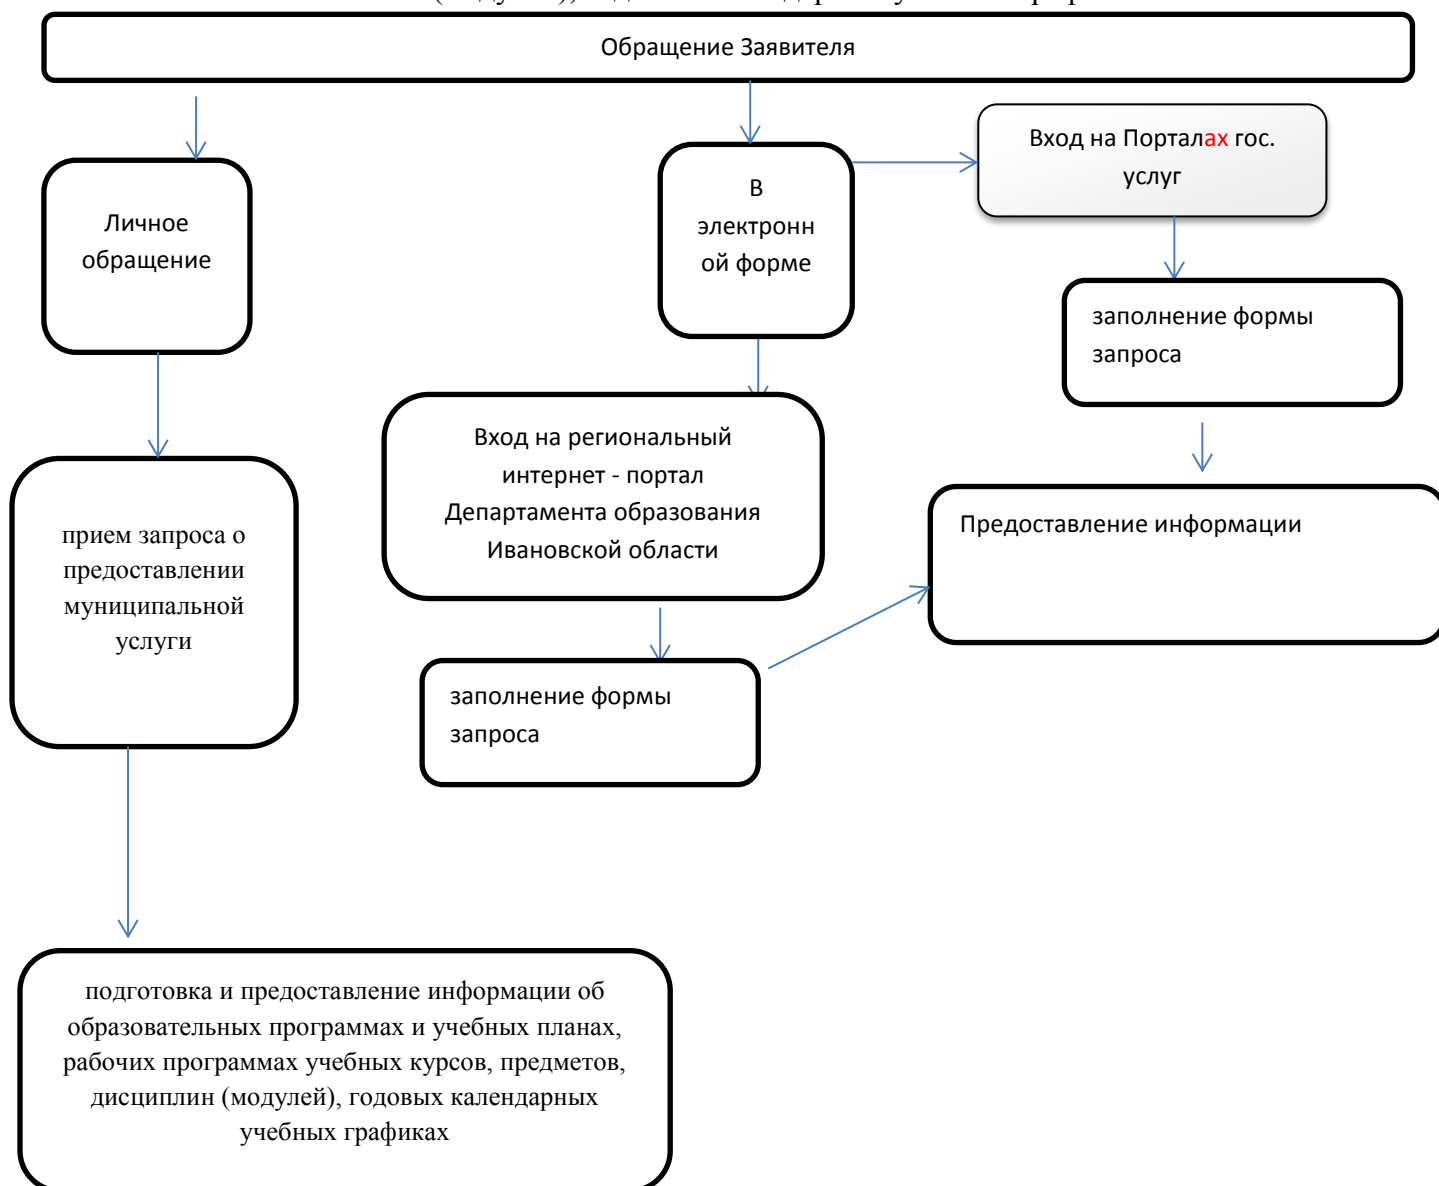 Обращение Заявителя
Вход на Порталах гос.
услуг
Личное
обращение
В
электронн
ой форме
заполнение формы
запроса
Вход на региональный
интернет - портал
Департамента образования
Ивановской области
Предоставление информации
прием запроса о
предоставлении
муниципальной
услуги
заполнение формы
запроса
подготовка и предоставление информации об
образовательных программах и учебных планах,
рабочих программах учебных курсов, предметов,
дисциплин (модулей), годовых календарных
учебных графиках